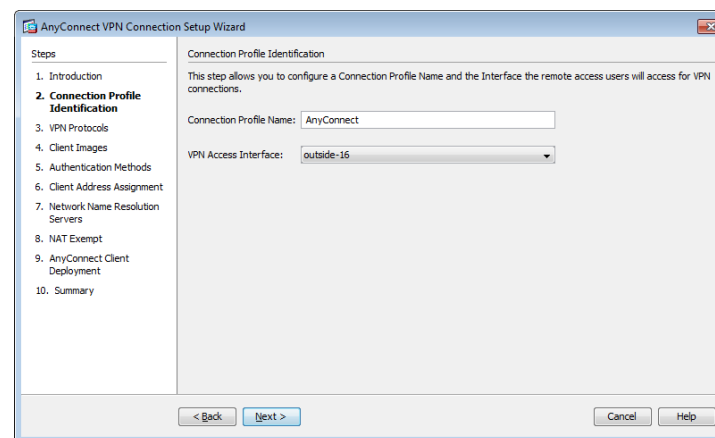 AnyConnect VPN Connection Setup Wizard
Steps
1. Introduction
2. Connection Profile
Identification
3. VPN Protocols
4. Client Images
5. Authentication Methods
6. Client Address Assignment
7. Network Name Resolution
Servers
8. NAT Exempt
9. AnyConnect Client
Deployment
10. Summary
Connection Profile Identification
This step allows you to configure a Connection Profile Name and the Interface the remote access users will access for VPN
connections.
Connection Profile Name: AnyConnect
VPN Access Interface: outside-16
< Back Next > Cancel Help